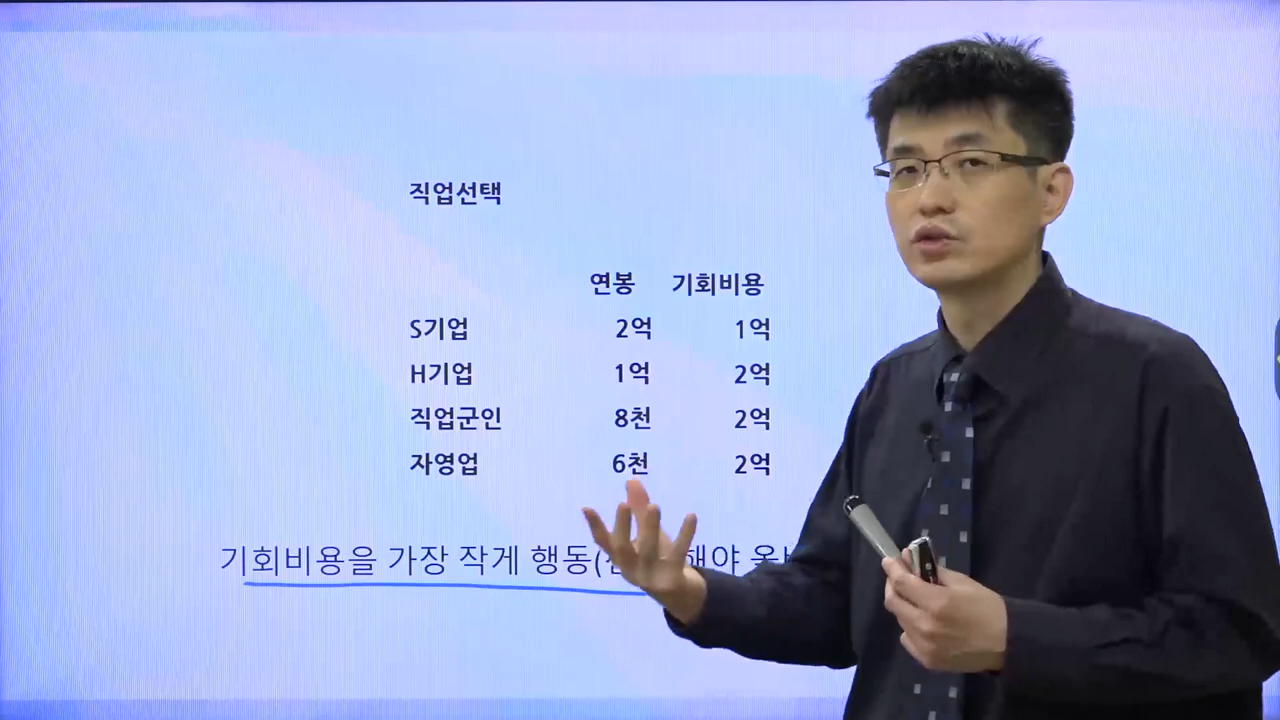 직업선택
연봉 기회비용
S기업 2억 1억
H기업 1억 2억
직업군인 8천 2억
자영업 6천 2억
기회비용을 가장 작게 행동( 해야